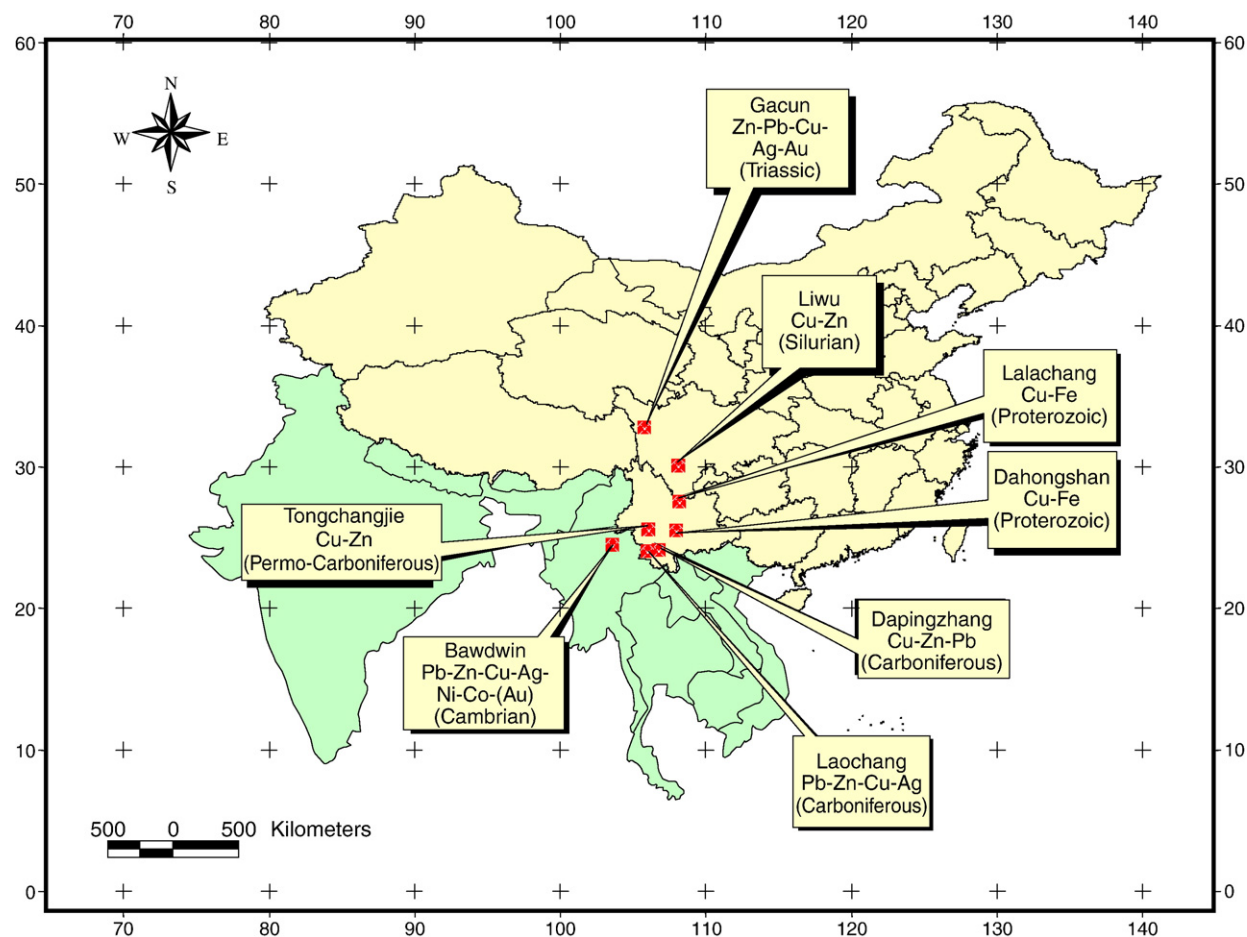 70 80 90 100 110 120 130 140
60 60
N
W E
S
Gacun
Zn-Pb-Cu-
Ag-Au
(Triassic)
50 50
Liwu
Cu-Zn
(Silurian)
40 40
Lalachang
Cu-Fe
(Proterozoic)
30 30
Dahongshan
Cu-Fe
(Proterozoic)
Tongchangjie
Cu-Zn
(Permo-Carboniferous)
20 20
Dapingzhang
Cu-Zn-Pb
(Carboniferous)
Bawdwin
Pb-Zn-Cu-Ag-
Ni-Co-(Au)
(Cambrian)
10 10
Laochang
Pb-Zn-Cu-Ag
(Carboniferous)
500 0 500 Kilometers
0 0
70 80 90 100 110 120 130 140